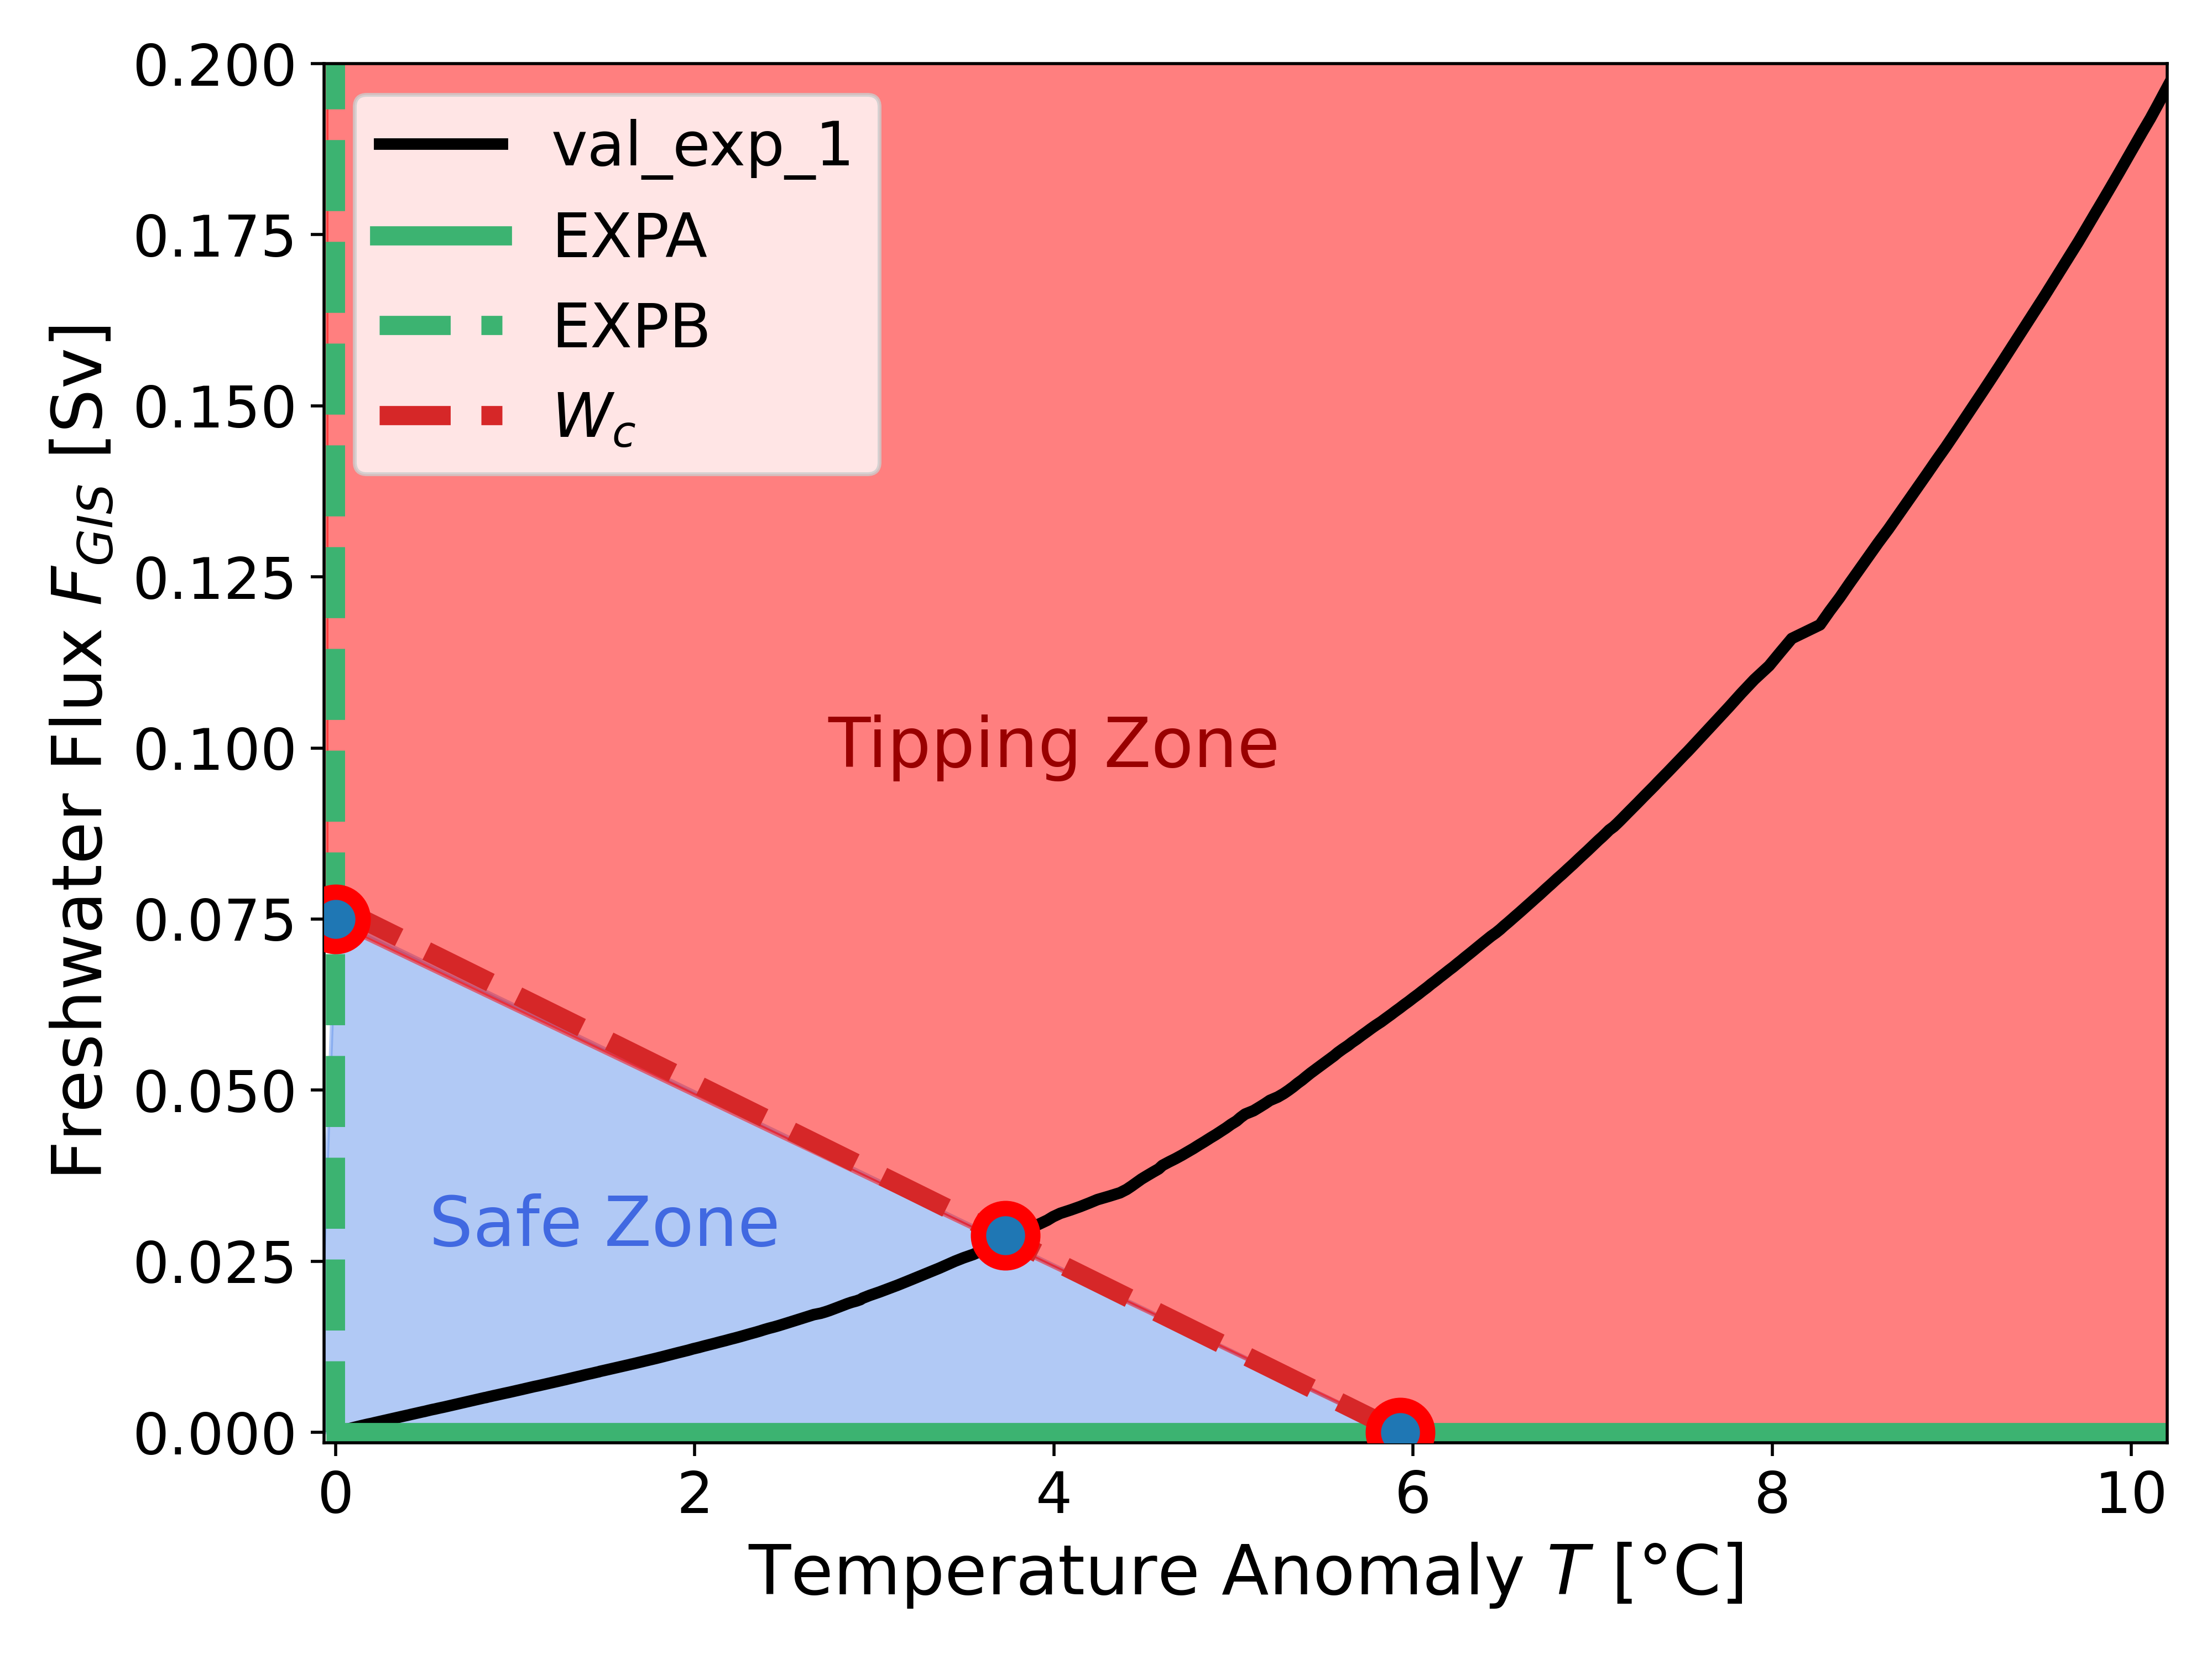 0.200
0.175
0.150
0.125
0.100
0.075
0.050
0.025
0.000
Freshwater Flux F_GIS [Sv]
val_exp_1
EXPA
EXPB
W_c
Tipping Zone
Safe Zone
0 2 4 6 8 10
Temperature Anomaly T [°C]